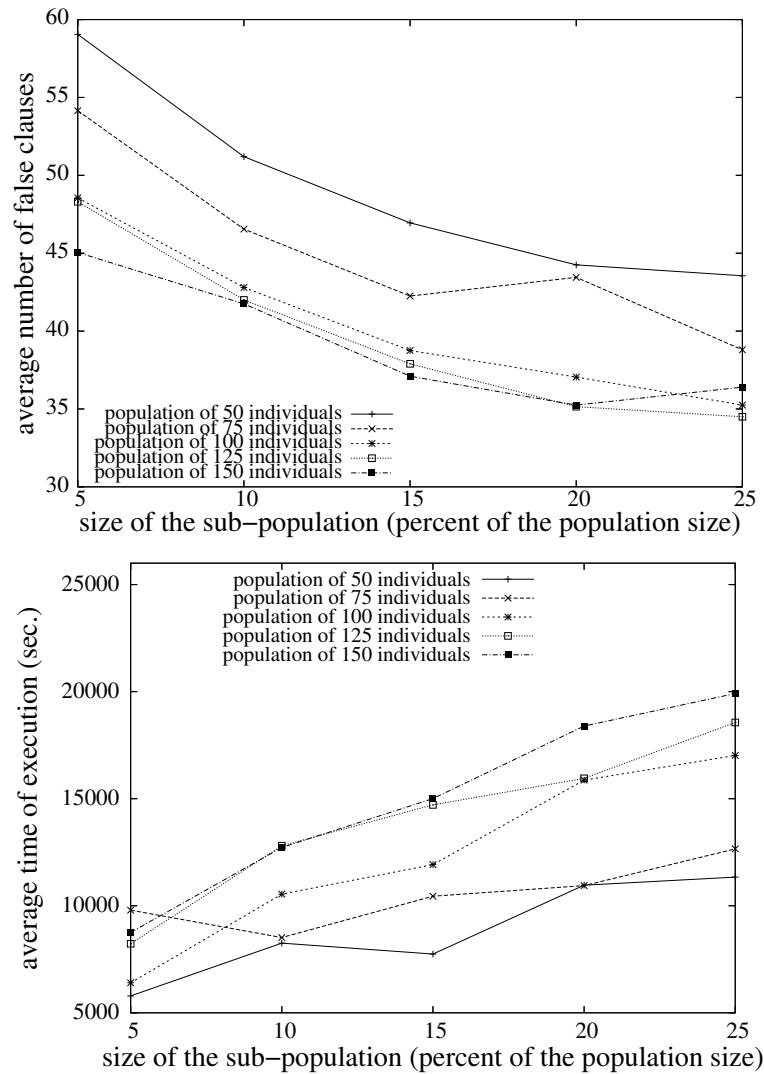 60
55
50
45
40
35
30
average number of false clauses
population of 50 individuals
population of 75 individuals
population of 100 individuals
population of 125 individuals
population of 150 individuals
5 10 15 20 25
size of the sub-population (percent of the population size)
25000
20000
15000
10000
5000
average time of execution (sec.)
population of 50 individuals
population of 75 individuals
population of 100 individuals
population of 125 individuals
population of 150 individuals
5 10 15 20 25
size of the sub-population (percent of the population size)